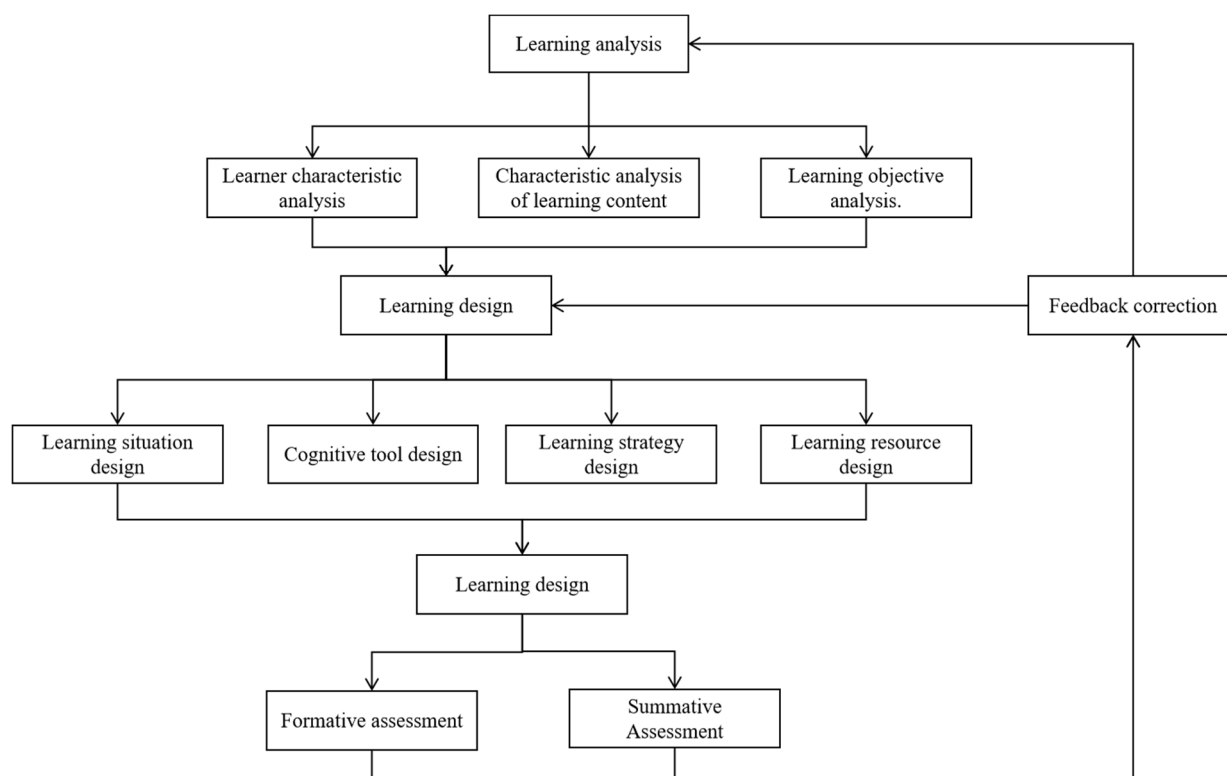 Learning analysis
Learner characteristic
analysis
Characteristic analysis
of learning content
Learning objective
analysis.
Learning design
Feedback correction
Learning situation
design
Cognitive tool design
Learning strategy
design
Learning resource
design
Learning design
Formative assessment
Summative
Assessment